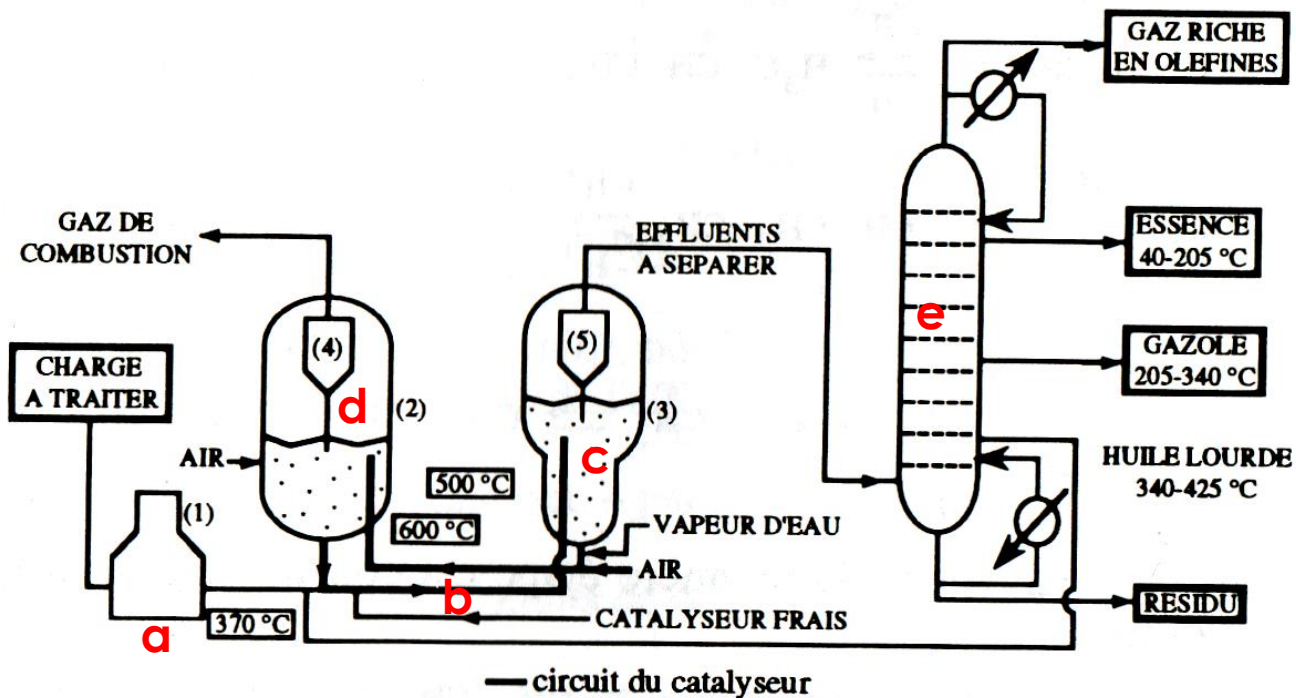 GAZ RICHE
EN OLEFINES
GAZ DE
COMBUSTION
EFFLUENTS
A SEPARER
ESSENCE
40-205 °C
e
(4)
(5)
CHARGE
A TRAITER
d
(2)
(3)
GAZOLE
205-340 °C
AIR
c
500 °C
HUILE LOURDE
340-425 °C
(1)
600 °C
VAPEUR D'EAU
AIR
b
a
370 °C
CATALYSEUR FRAIS
RESIDU
circuit du catalyseur